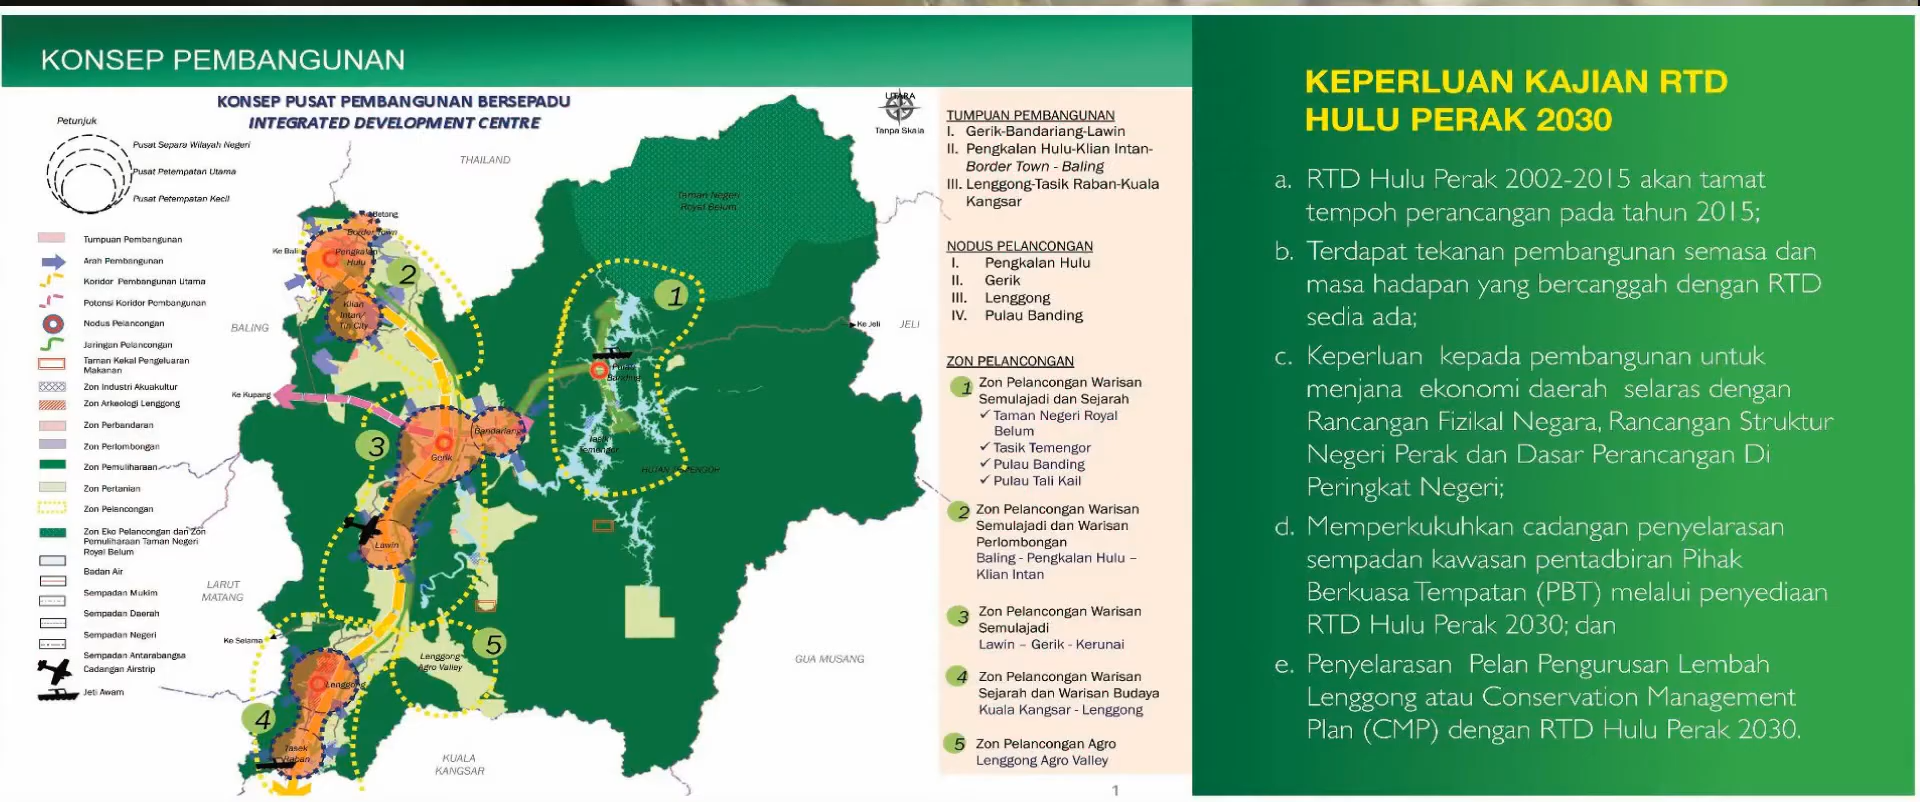 KONSEP PEMBANGUNAN
KONSEP PUSAT PEMBANGUNAN BERSEPADU
INTEGRATED DEVELOPMENT CENTRE
Petunjuk
Pusat Separa Wilayah Negeri
Pusat Petempatan Utama
Pusat Petempatan Kecil
Tumpuan Pembangunan
Arah Pembangunan
Koridor Pembangunan Utama
Potensi Koridor Pembangunan
Nodus Pelancongan
Jaringan Pelancongan
Taman Kekal Pengeluaran
Makanan
Zon Industri Akuakultur
Zon Arkeologi Lenggong
Zon Perbandaran
Zon Perlombongan
Zon Pemuliharaan
Zon Pertanian
Zon Pelancongan
Zon Eko Pelancongan dan Zon
Pemuliharaan Taman Negeri
Royal Belum
Badan Air
Sempadan Mukim
Sempadan Daerah
Sempadan Negeri
Sempadan Antarabangsa
Cadangan Airstrip
Jeti Awam
THAILAND
Betong
Border Town
Ke Baling
Pengkalan
Hulu
Klian
Intan/
Tin City
BALING
Ke Kupang
2
1
3
Gerik
Bandariang
Lawin
Taman Negeri
Royal Belum
Pulau
Banding
Tasik
Temengor
Ke Jeli
JELI
LARUT
MATANG
Ke Selama
Lenggong
Agro Valley
5
Lenggong
4
Tasek
Raban
KUALA
KANGSAR
GUA MUSANG
UTARA
Tanpa Skala
TUMPUAN PEMBANGUNAN
I. Gerik-Bandariang-Lawin
II. Pengkalan Hulu-Klian Intan-
Border Town - Baling
III. Lenggong-Tasik Raban-Kuala
Kangsar
NODUS PELANCONGAN
I. Pengkalan Hulu
II. Gerik
III. Lenggong
IV. Pulau Banding
ZON PELANCONGAN
1 Zon Pelancongan Warisan
Semulajadi dan Sejarah
✓ Taman Negeri Royal
Belum
✓ Tasik Temengor
✓ Pulau Banding
✓ Pulau Tali Kail
2 Zon Pelancongan Warisan
Semulajadi dan Warisan
Perlombongan
Baling - Pengkalan Hulu –
Klian Intan
3 Zon Pelancongan Warisan
Semulajadi
Lawin – Gerik - Kerunai
4 Zon Pelancongan Warisan
Sejarah dan Warisan Budaya
Kuala Kangsar - Lenggong
5 Zon Pelancongan Agro
Lenggong Agro Valley
1
KEPERLUAN KAJIAN RTD
HULU PERAK 2030
a. RTD Hulu Perak 2002-2015 akan tamat
tempoh perancangan pada tahun 2015;
b. Terdapat tekanan pembangunan semasa dan
masa hadapan yang bercanggah dengan RTD
sedia ada;
c. Keperluan kepada pembangunan untuk
menjana ekonomi daerah selaras dengan
Rancangan Fizikal Negara, Rancangan Struktur
Negeri Perak dan Dasar Perancangan Di
Peringkat Negeri;
d. Memperkukuhkan cadangan penyelarasan
sempadan kawasan pentadbiran Pihak
Berkuasa Tempatan (PBT) melalui penyediaan
RTD Hulu Perak 2030; dan
e. Penyelarasan Pelan Pengurusan Lembah
Lenggong atau Conservation Management
Plan (CMP) dengan RTD Hulu Perak 2030.